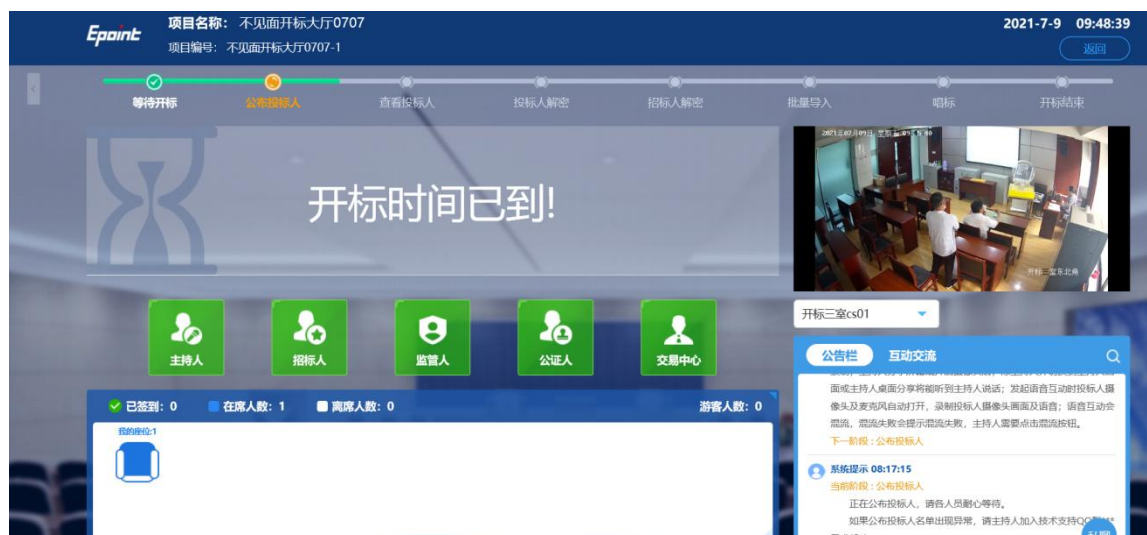 Epoint
项目名称： 不见面开标大厅0707
项目编号： 不见面开标大厅0707-1
2021-7-9 09:48:39
返回
等待开标
公布投标人
查看投标人
投标人解密
招标人解密
批量导入
唱标
开标结束
开标时间已到!
开标三室东北角
主持人
招标人
监管人
公证人
交易中心
开标三室cs01
公告栏 互动交流
面或主持人桌面分享将能听到主持人说话；发起语音互动时投标人摄
像头及麦克风自动打开，录制投标人摄像头画面及语音；语音互动会
混流，混流失败会提示混流失败，主持人需要点击混流按钮。
下一阶段 : 公布投标人
系统提示 08:17:15
当前阶段 : 公布投标人
正在公布投标人，请各人员耐心等待。
如果公布投标人名单出现异常，请主持人加入技术支持QQ
私聊
已签到：0 在席人数：1 离席人数：0 游客人数：0
我的座位:1